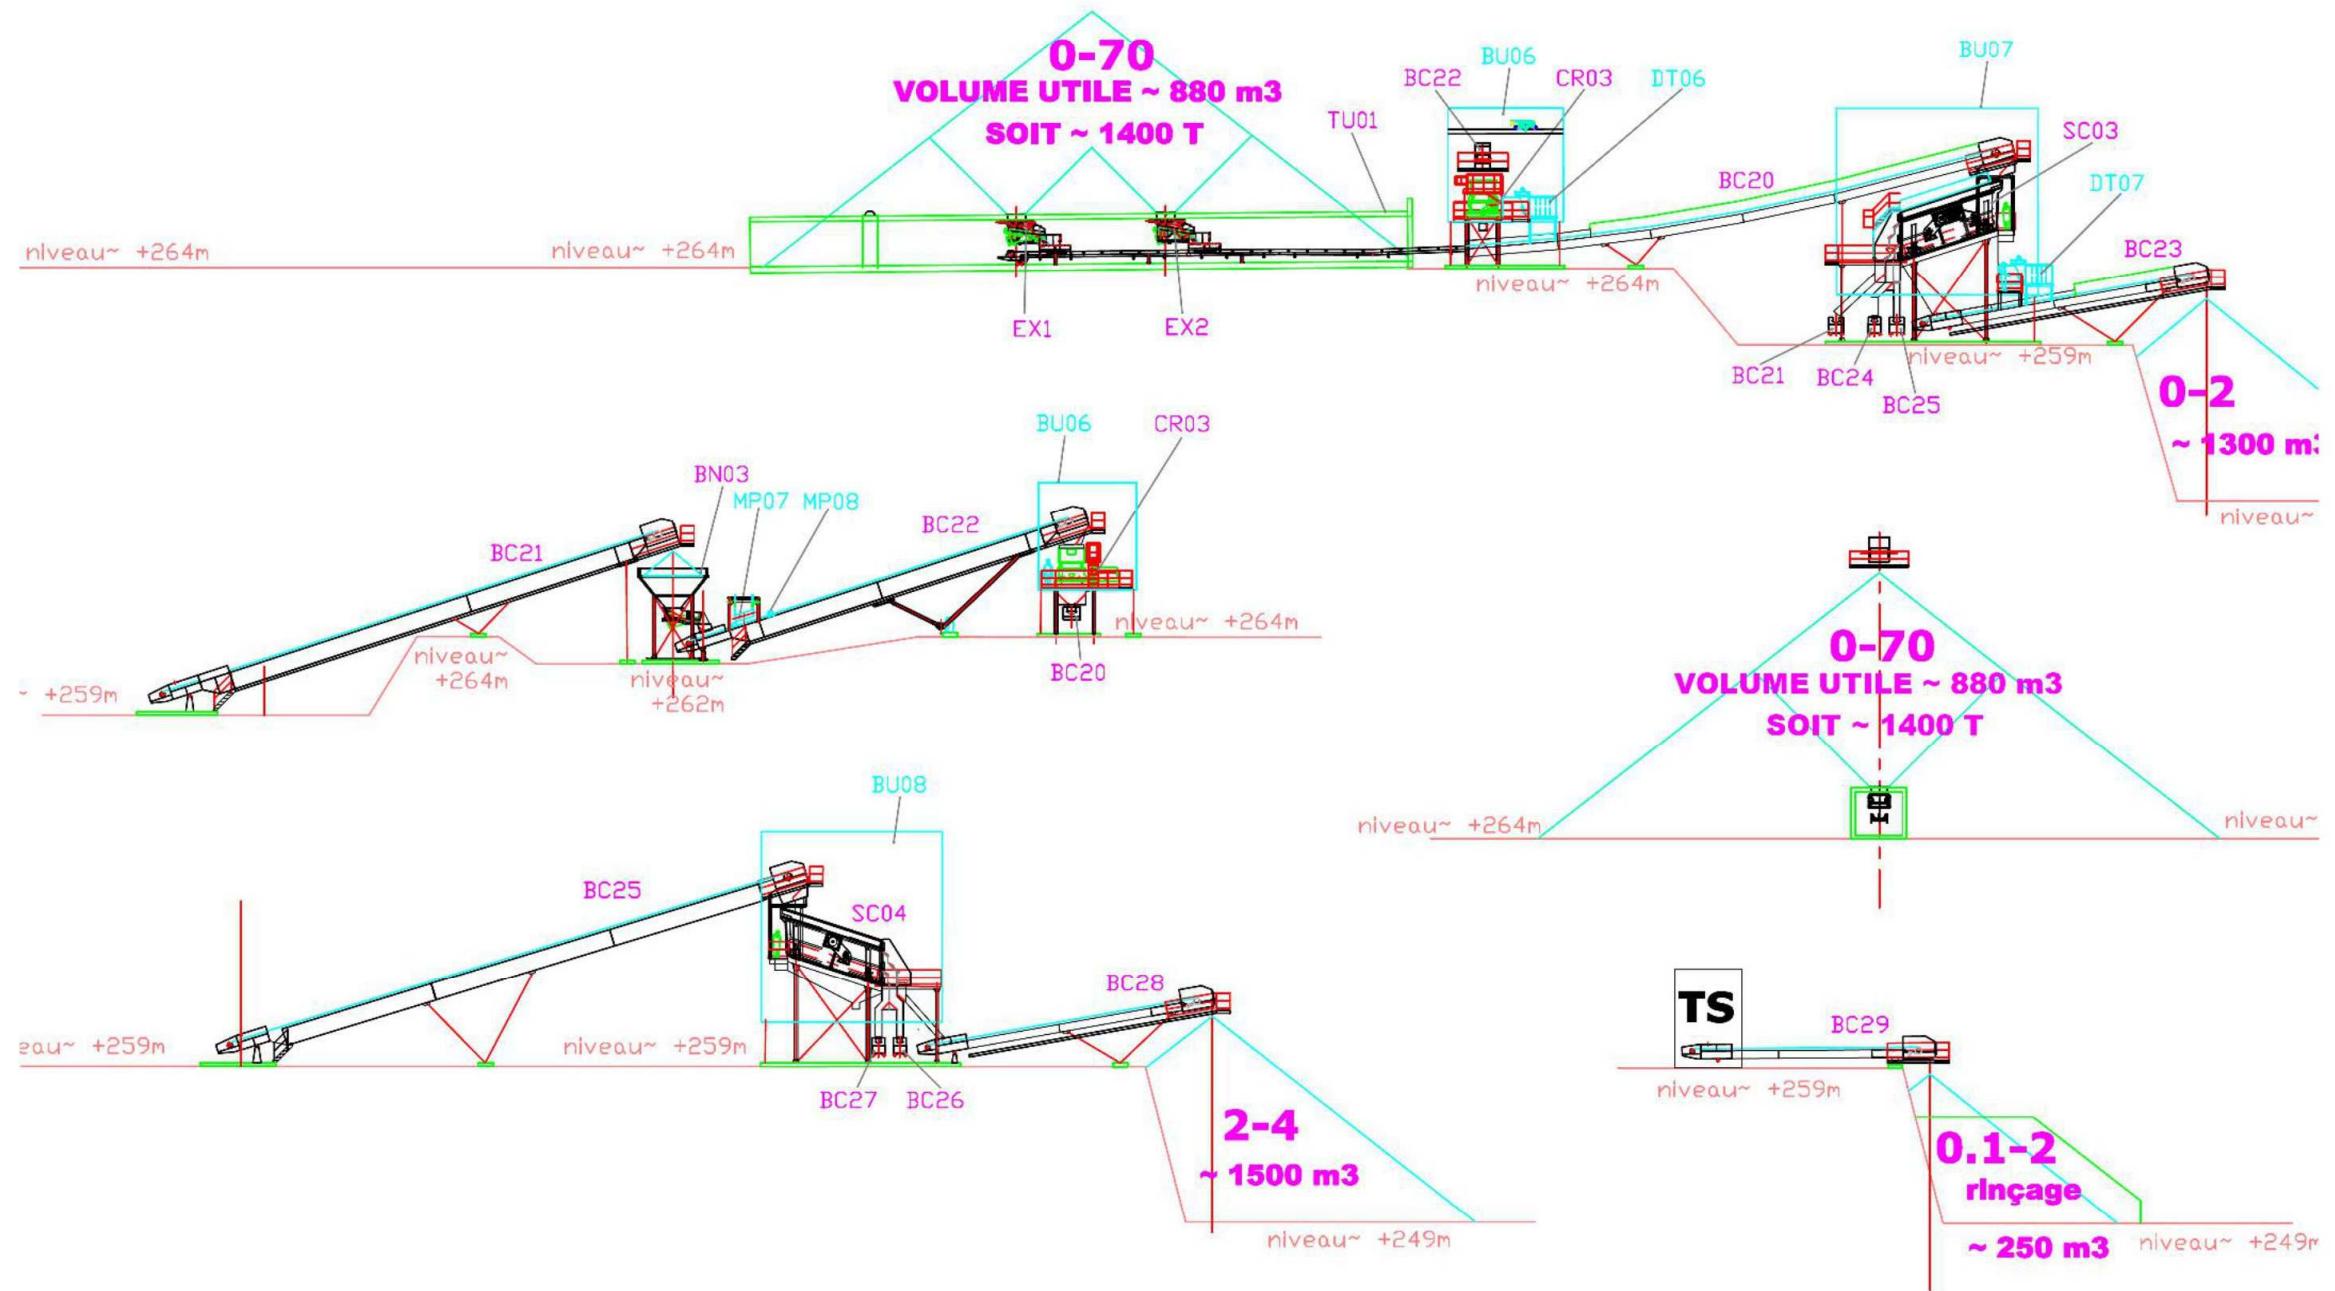 0-70
VOLUME UTILE ~ 880 m3
SOIT ~ 1400 T
TU01
BC22
BU06
CR03
DT06
BU07
SC03
BC20
DT07
BC23
niveau~ +264m
niveau~ +264m
niveau~ +264m
EX1
EX2
BC21
BC24
BC25
niveau~ +259m
0-2
~ 1300 m3
niveau~
BU06
CR03
BN03
MP07
MP08
BC21
BC22
niveau~ +264m
niveau~
+264m
niveau~
+262m
BC20
~ +259m
0-70
VOLUME UTILE ~ 880 m3
SOIT ~ 1400 T
niveau~ +264m
niveau~
BU08
BC25
SC04
BC28
eau~ +259m
niveau~ +259m
BC27
BC26
2-4
~ 1500 m3
niveau~ +249m
TS
BC29
niveau~ +259m
0.1-2
rInçage
~ 250 m3
niveau~ +249m